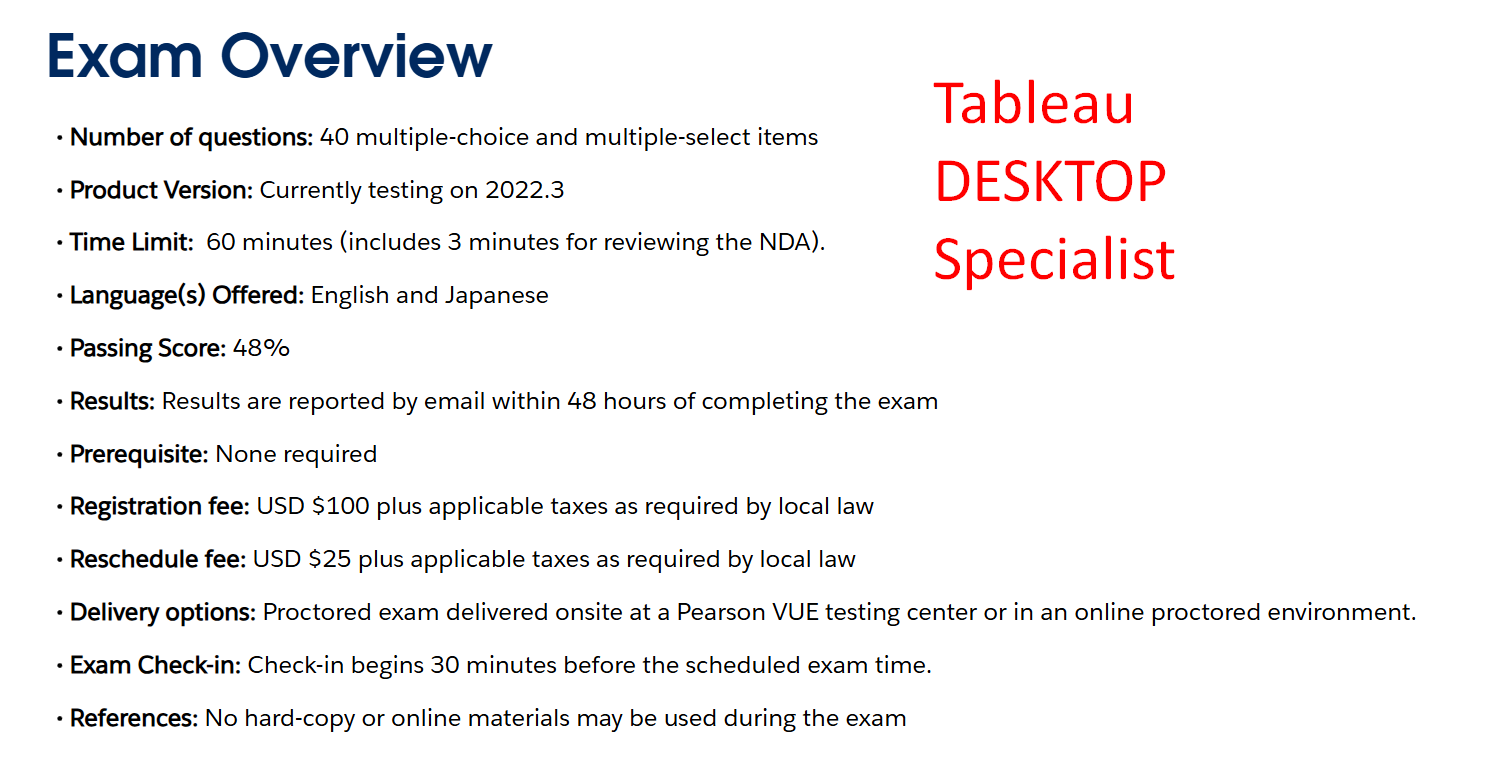 Exam Overview
Tableau
DESKTOP
Specialist
• Number of questions: 40 multiple-choice and multiple-select items
• Product Version: Currently testing on 2022.3
• Time Limit:  60 minutes (includes 3 minutes for reviewing the NDA).
• Language(s) Offered: English and Japanese
• Passing Score: 48%
• Results: Results are reported by email within 48 hours of completing the exam
• Prerequisite: None required
• Registration fee: USD $100 plus applicable taxes as required by local law
• Reschedule fee: USD $25 plus applicable taxes as required by local law
• Delivery options: Proctored exam delivered onsite at a Pearson VUE testing center or in an online proctored environment.
• Exam Check-in: Check-in begins 30 minutes before the scheduled exam time.
• References: No hard-copy or online materials may be used during the exam